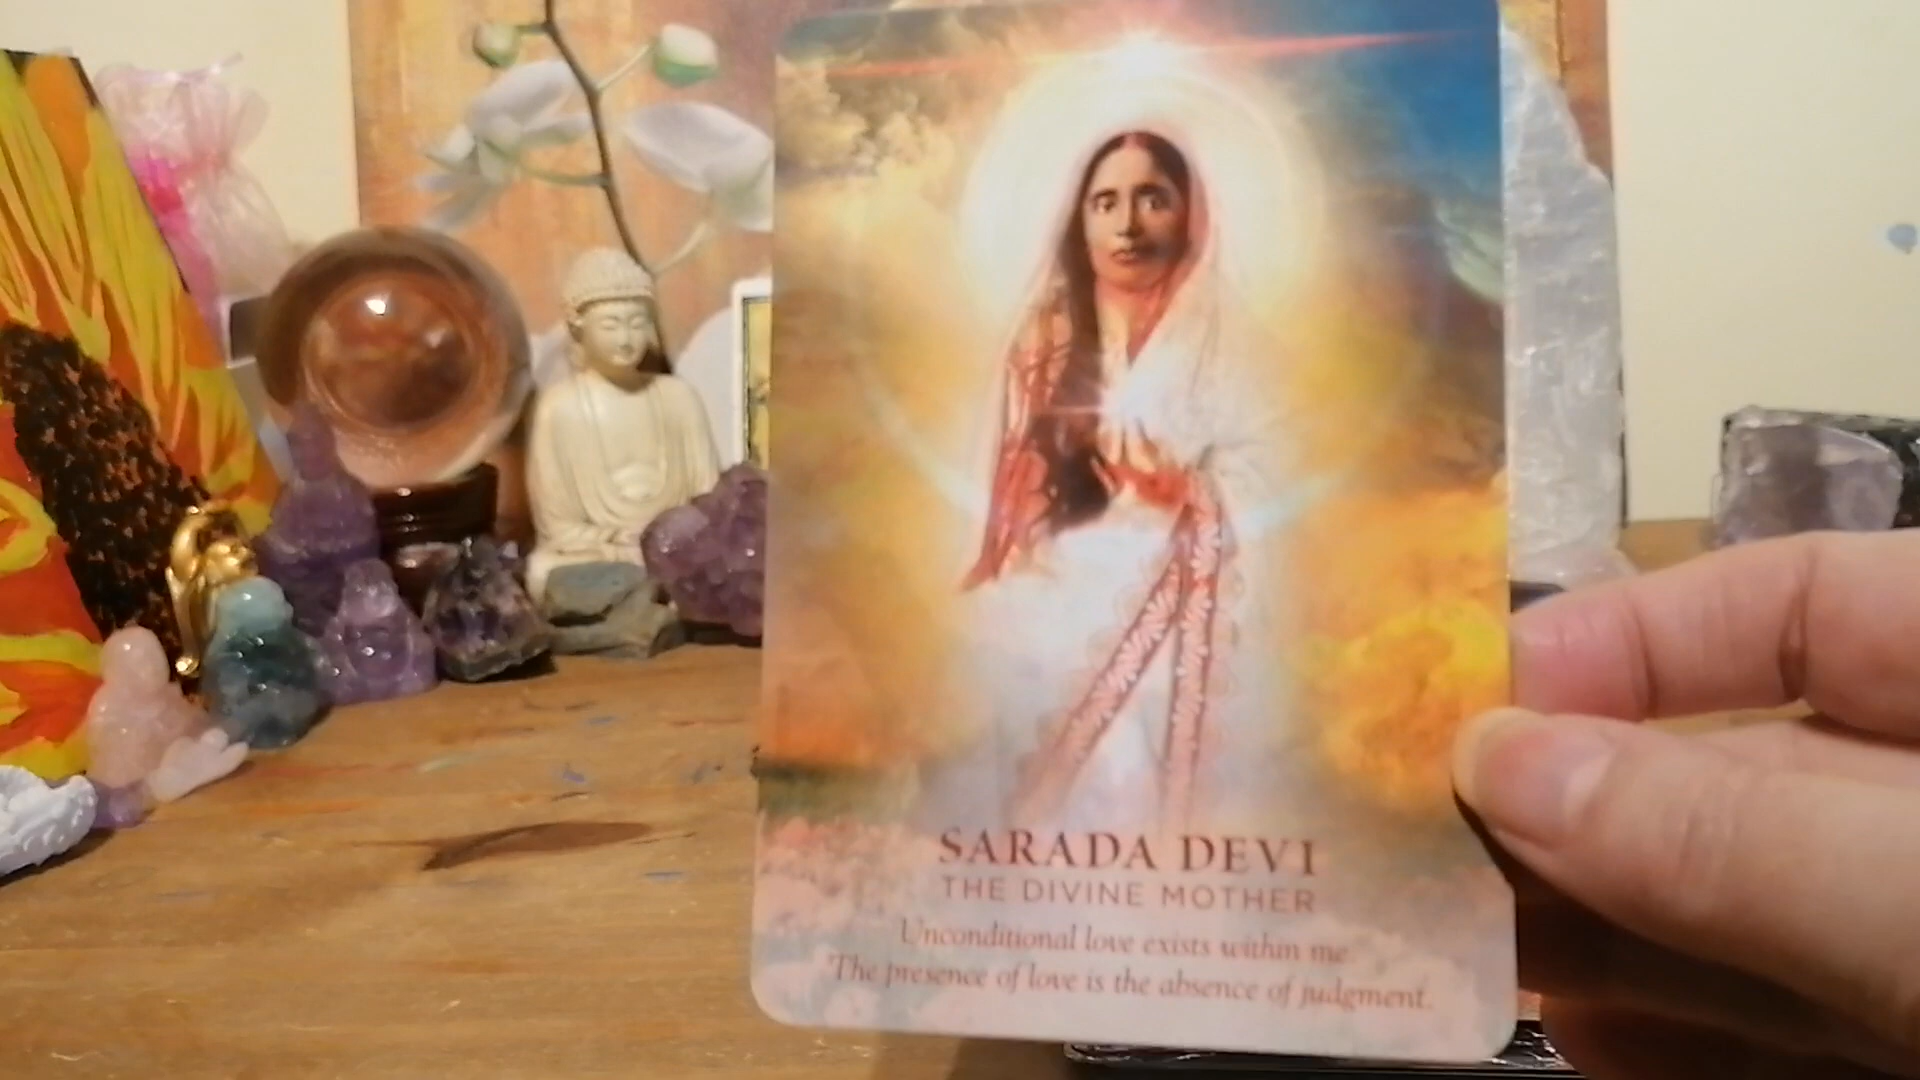 SARADA DEVI
THE DIVINE MOTHER
Unconditional love exists within me.
The presence of love is the absence of judgment.